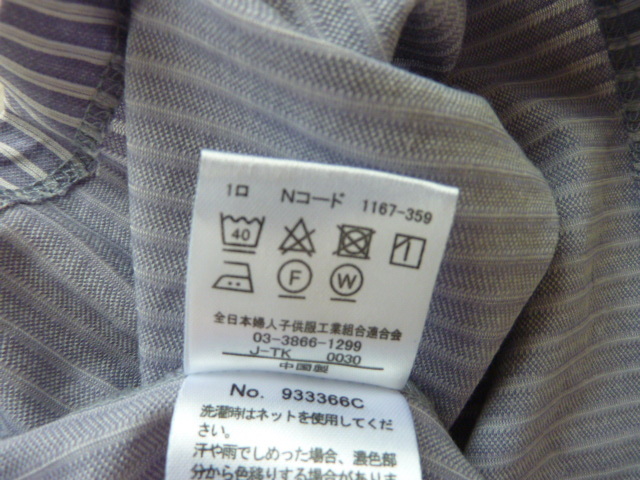 1ロ Nコード 1167-359
40
F W
全日本婦人子供服工業組合連合会
03-3866-1299
J-TK 0030
中国製
No. 933366C
洗濯時はネットを使用してくだ
さい。
汗や雨でしめった場合、濃色部
分から色移りする場合があり